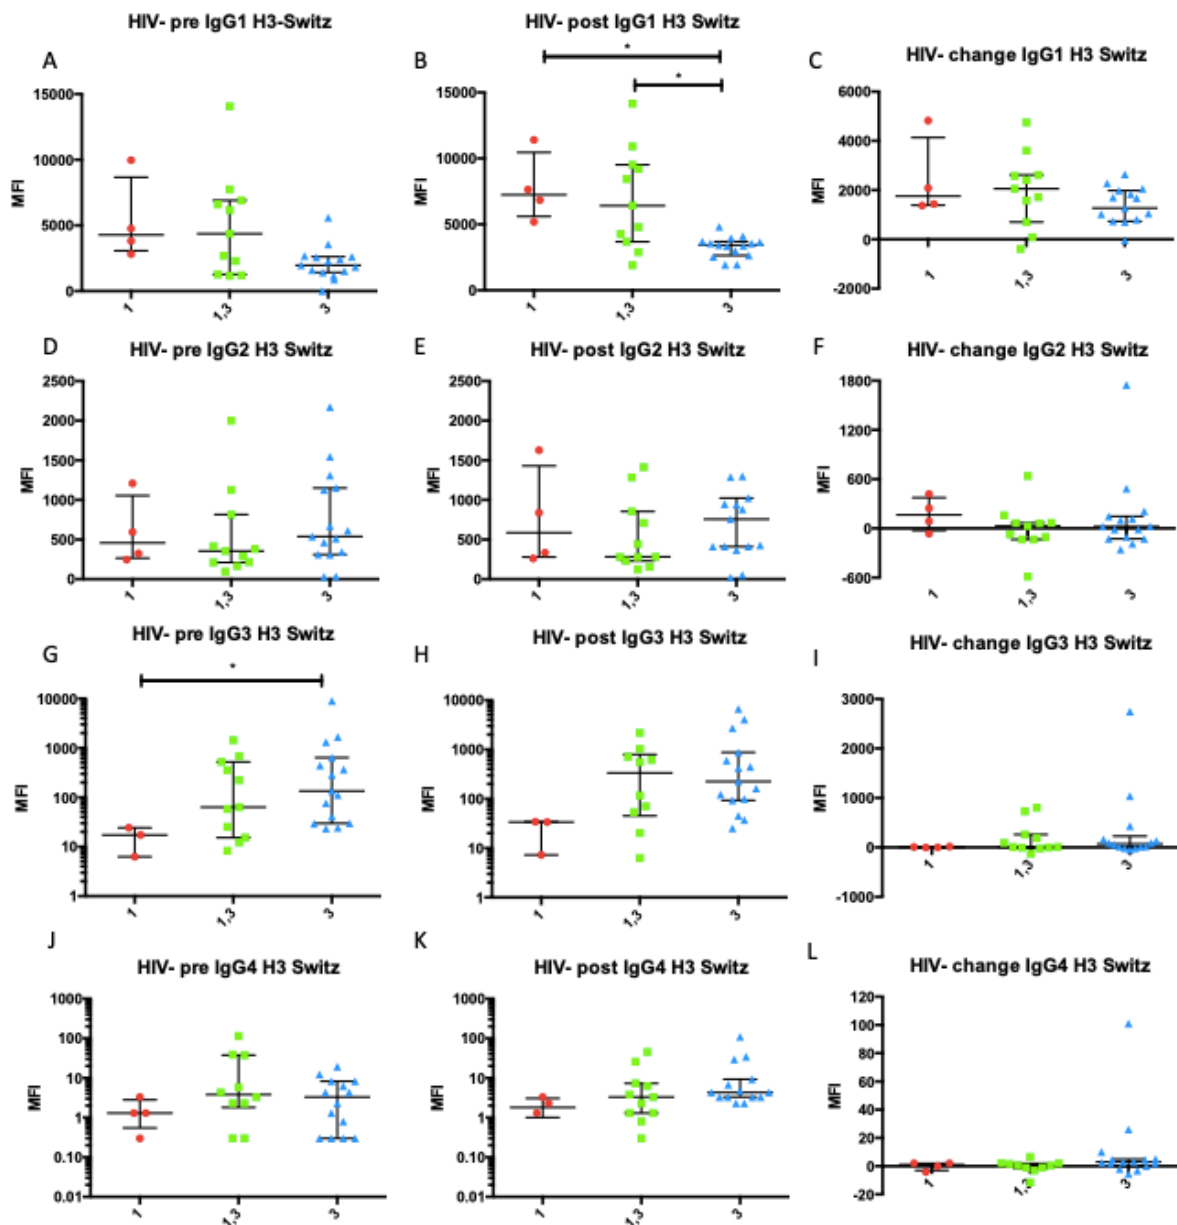 HIV- pre IgG1 H3-Switz
HIV- post IgG1 H3 Switz
HIV- change IgG1 H3 Switz
A
B
C
*
*
MFI
15000
10000
5000
0
1
1,3
3
MFI
15000
10000
5000
0
1
1,3
3
MFI
6000
4000
2000
0
-2000
1
1,3
3
D
HIV- pre IgG2 H3 Switz
E
HIV- post IgG2 H3 Switz
F
HIV- change IgG2 H3 Switz
MFI
2500
2000
1500
1000
500
0
1
1,3
3
MFI
2500
2000
1500
1000
500
0
1
1,3
3
MFI
1800
1200
600
0
-600
1
1,3
3
G
HIV- pre IgG3 H3 Switz
H
HIV- post IgG3 H3 Switz
I
HIV- change IgG3 H3 Switz
*
MFI
10000
1000
100
10
1
1
1,3
3
MFI
10000
1000
100
10
1
1
1,3
3
MFI
3000
2000
1000
0
-1000
1
1,3
3
J
HIV- pre IgG4 H3 Switz
K
HIV- post IgG4 H3 Switz
L
HIV- change IgG4 H3 Switz
MFI
1000
100
10
1
0.10
0.01
1
1,3
3
MFI
1000
100
10
1
0.10
0.01
1
1,3
3
MFI
120
100
80
60
40
20
0
-20
1
1,3
3